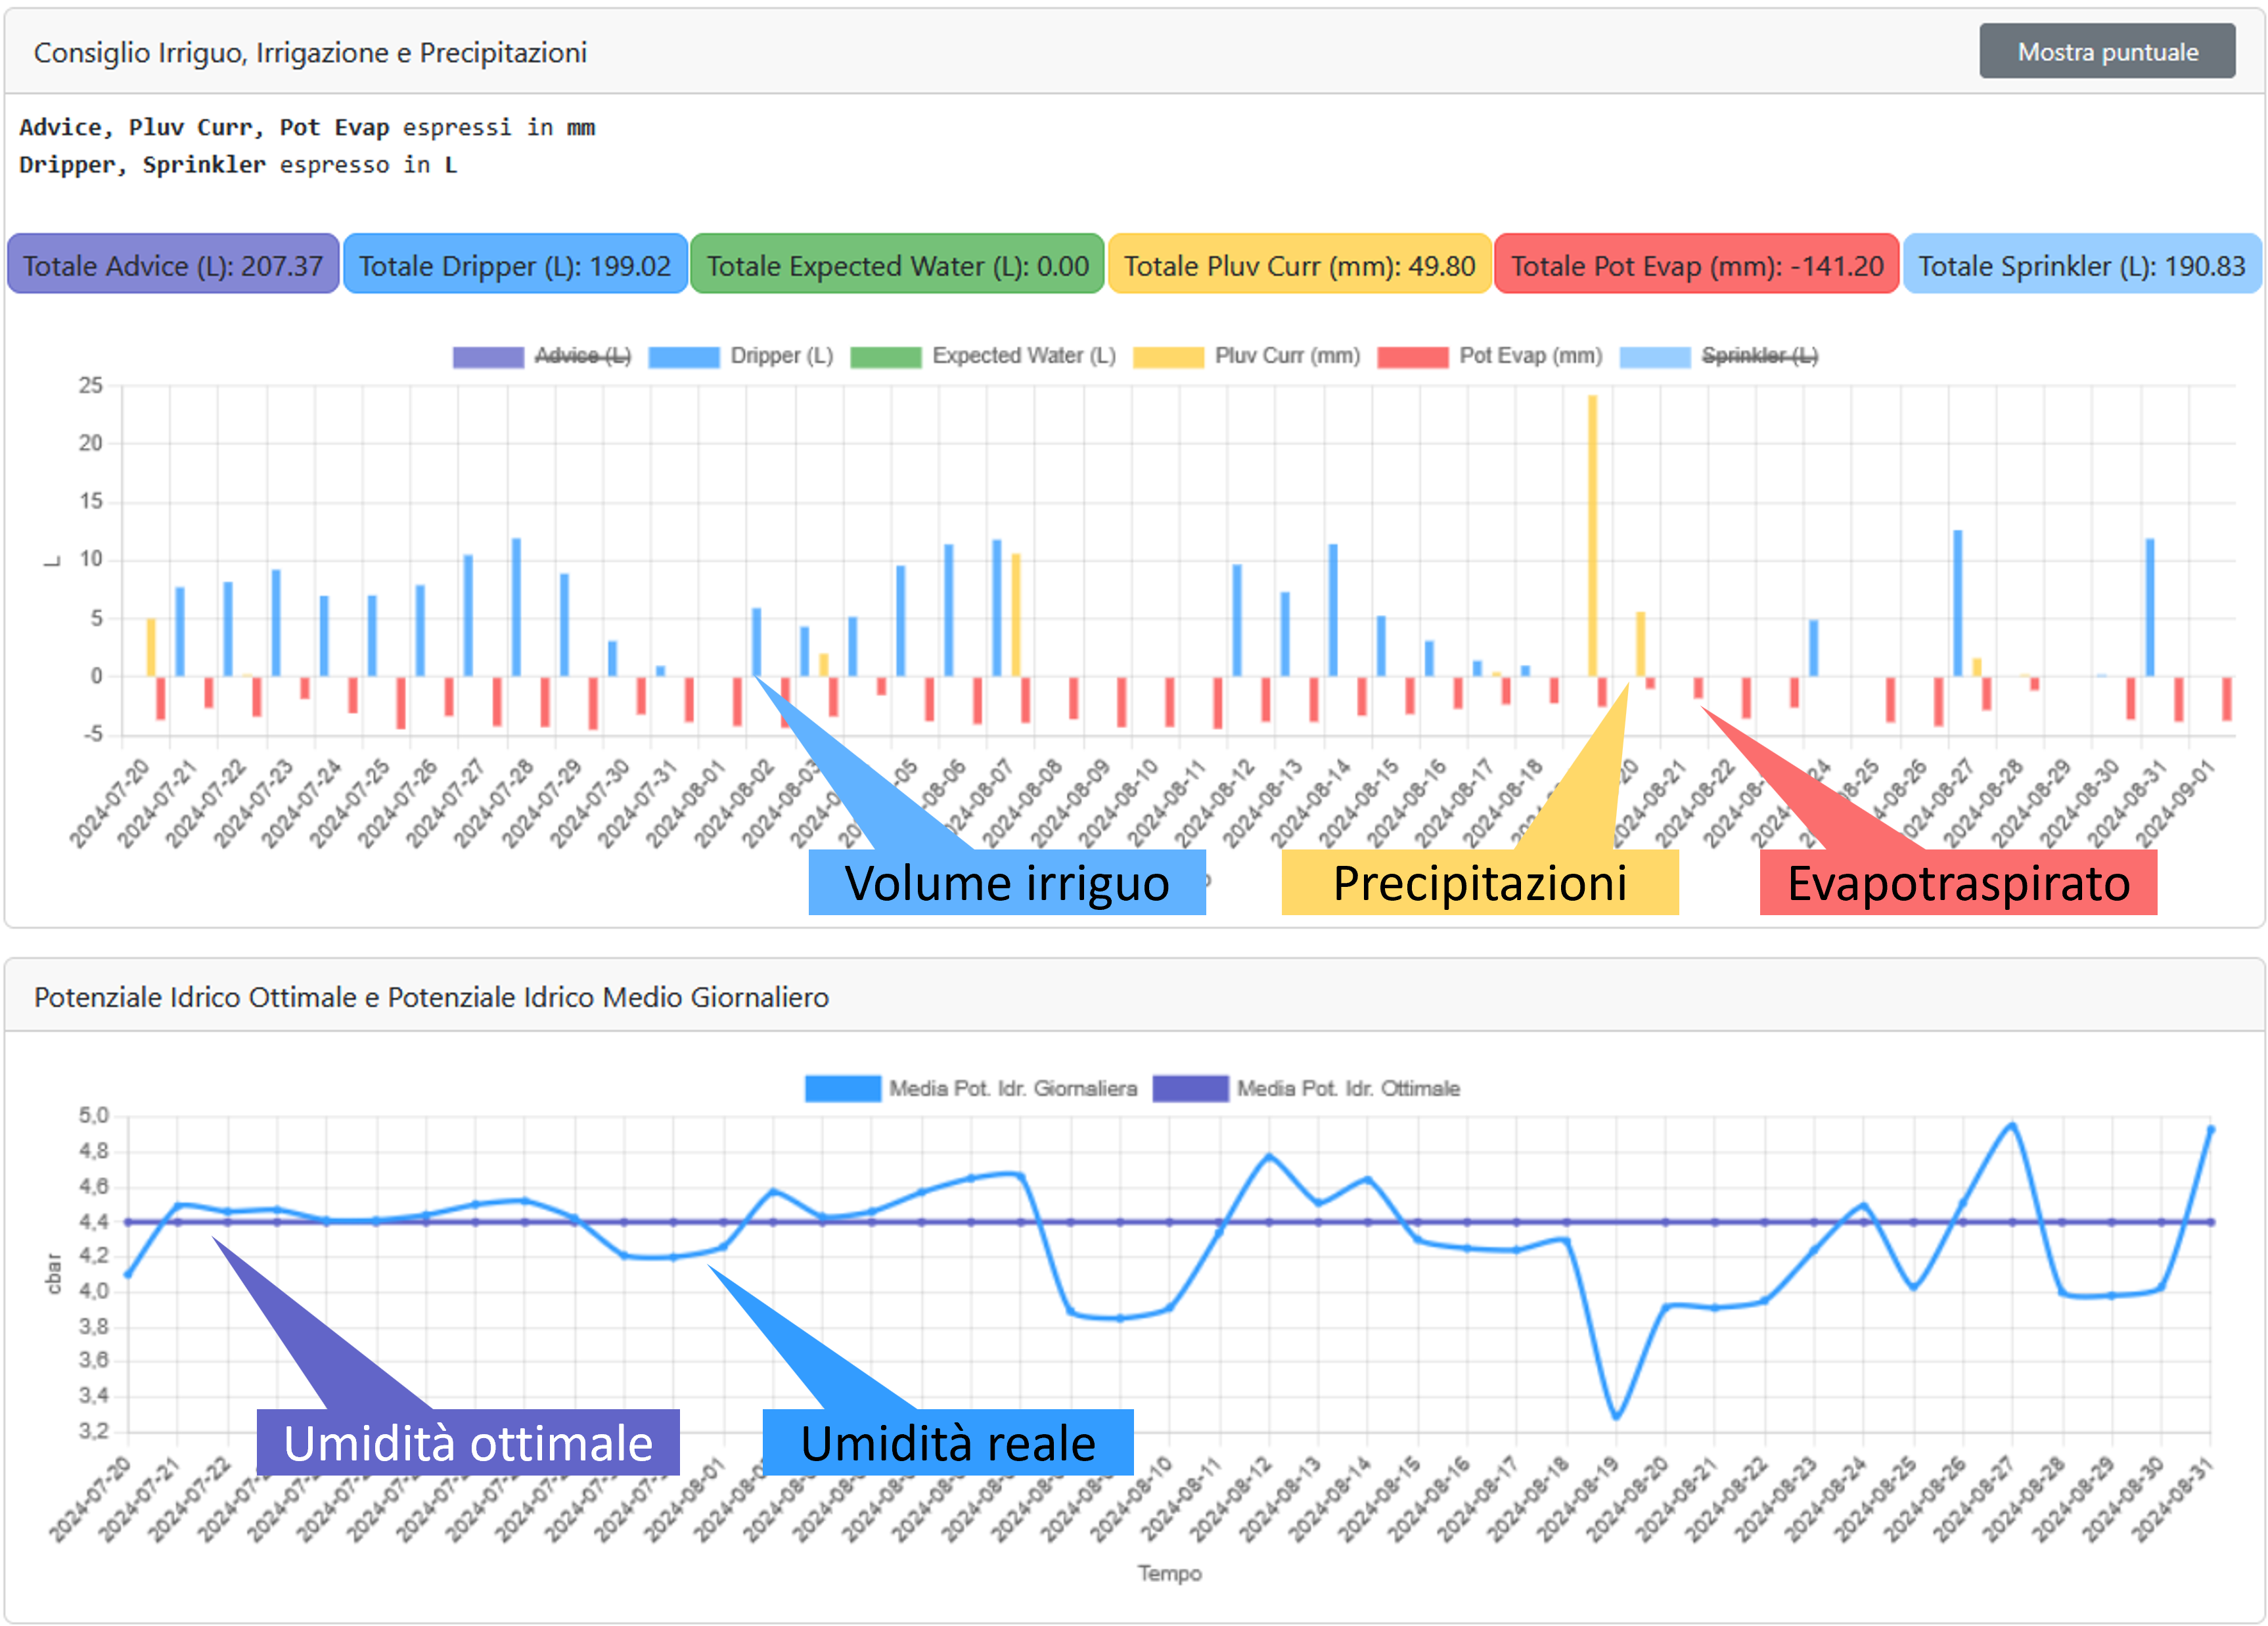 Consiglio Irriguo, Irrigazione e Precipitazioni
Mostra puntuale
Advice, Pluv Curr, Pot Evap espressi in mm
Dripper, Sprinkler espresso in L
Totale Advice (L): 207.37
Totale Dripper (L): 199.02
Totale Expected Water (L): 0.00
Totale Pluv Curr (mm): 49.80
Totale Pot Evap (mm): -141.20
Totale Sprinkler (L): 190.83
Advice (L)
Dripper (L)
Expected Water (L)
Pluv Curr (mm)
Pot Evap (mm)
Sprinkler (L)
25
20
15
10
5
0
-5
L
2024-07-20
2024-07-21
2024-07-22
2024-07-23
2024-07-24
2024-07-25
2024-07-26
2024-07-27
2024-07-28
2024-07-29
2024-07-30
2024-07-31
2024-08-01
2024-08-02
2024-08-03
2024-08-06
2024-08-07
2024-08-08
2024-08-09
2024-08-10
2024-08-11
2024-08-12
2024-08-13
2024-08-14
2024-08-15
2024-08-16
2024-08-17
2024-08-18
2024-08-21
2024-08-22
2024-08-26
2024-08-27
2024-08-28
2024-08-29
2024-08-30
2024-08-31
2024-09-01
Volume irriguo
Precipitazioni
Evapotraspirato
Potenziale Idrico Ottimale e Potenziale Idrico Medio Giornaliero
Media Pot. Idr. Giornaliera
Media Pot. Idr. Ottimale
5,0
4,8
4,6
4,4
4,2
4,0
3,8
3,6
3,4
3,2
cbar
Umidità ottimale
Umidità reale
2024-07-20
2024-07-21
2024-07-22
2024-08-01
2024-08-10
2024-08-11
2024-08-12
2024-08-13
2024-08-14
2024-08-15
2024-08-16
2024-08-17
2024-08-18
2024-08-19
2024-08-20
2024-08-21
2024-08-22
2024-08-23
2024-08-24
2024-08-25
2024-08-26
2024-08-27
2024-08-28
2024-08-29
2024-08-30
2024-08-31
Tempo